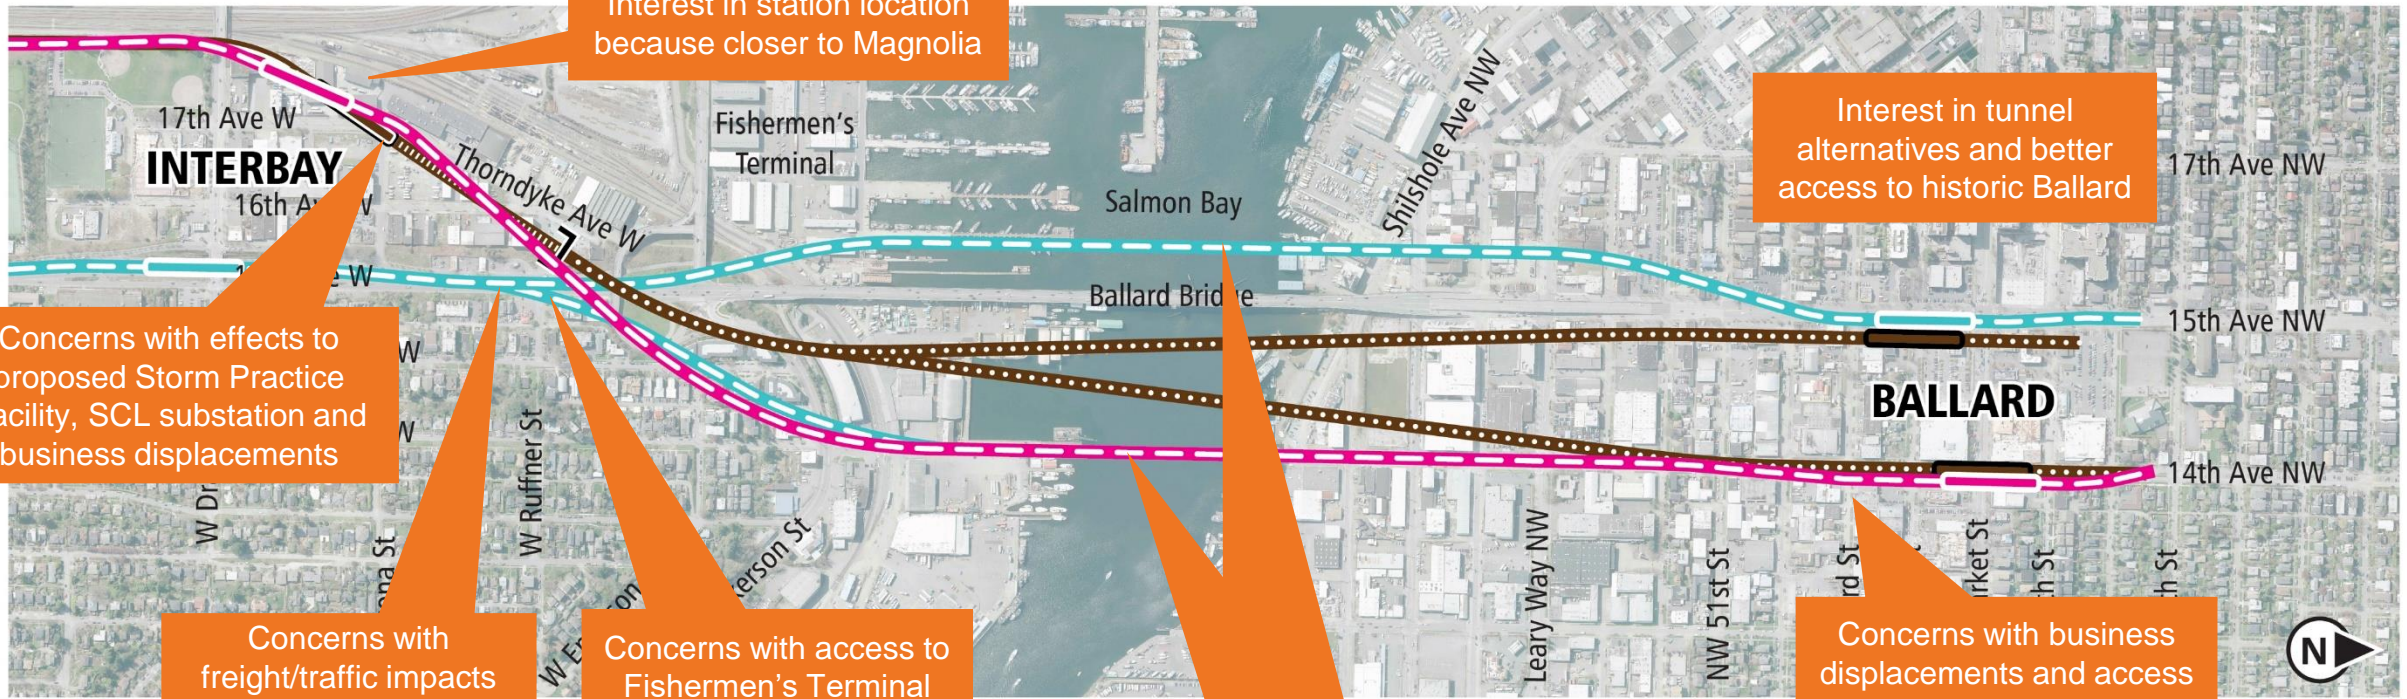 Interest in station location
because closer to Magnolia
Interest in tunnel
alternatives and better
access to historic Ballard
17th Ave W
INTERBAY
16th Av W
Thorndyke Ave W
Fishermen's
Terminal
Salmon Bay
Shilshole Ave NW
17th Ave NW
Ballard Bridge
15th Ave NW
BALLARD
14th Ave NW
Concerns with effects to
proposed Storm Practice
Facility, SCL substation and
business displacements
W Ruffner St
Leary Way NW
NW 51st St
Concerns with
freight/traffic impacts
Concerns with access to
Fishermen's Terminal
Concerns with business
displacements and access
N